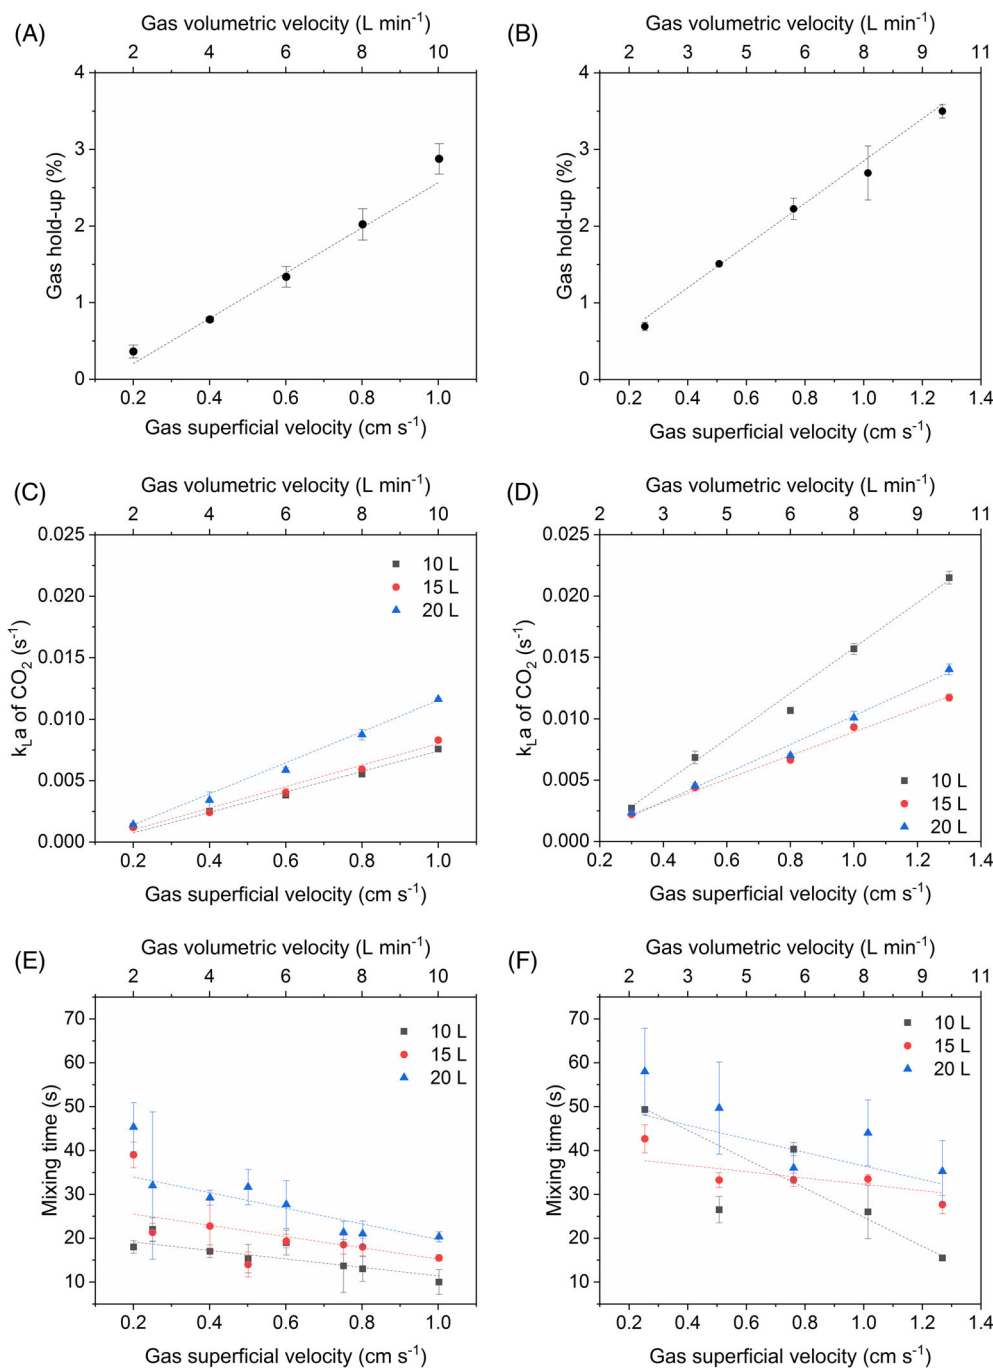 (A)
Gas volumetric velocity (L min⁻¹)
2 4 6 8 10
4
3
2
1
0
Gas hold-up (%)
0.2 0.4 0.6 0.8 1.0
Gas superficial velocity (cm s⁻¹)
(B)
Gas volumetric velocity (L min⁻¹)
2 3 5 6 8 9 11
4
3
2
1
0
Gas hold-up (%)
0.2 0.4 0.6 0.8 1.0 1.2 1.4
Gas superficial velocity (cm s⁻¹)
(C)
Gas volumetric velocity (L min⁻¹)
2 4 6 8 10
0.025
0.020
0.015
0.010
0.005
0.000
kLa of CO₂ (s⁻¹)
10 L
15 L
20 L
0.2 0.4 0.6 0.8 1.0
Gas superficial velocity (cm s⁻¹)
(D)
Gas volumetric velocity (L min⁻¹)
2 3 5 6 8 9 11
0.025
0.020
0.015
0.010
0.005
0.000
kLa of CO₂ (s⁻¹)
10 L
15 L
20 L
0.2 0.4 0.6 0.8 1.0 1.2 1.4
Gas superficial velocity (cm s⁻¹)
(E)
Gas volumetric velocity (L min⁻¹)
2 4 6 8 10
70
60
50
40
30
20
10
Mixing time (s)
10 L
15 L
20 L
0.2 0.4 0.6 0.8 1.0
Gas superficial velocity (cm s⁻¹)
(F)
Gas volumetric velocity (L min⁻¹)
2 3 5 6 8 9 11
70
60
50
40
30
20
10
Mixing time (s)
10 L
15 L
20 L
0.2 0.4 0.6 0.8 1.0 1.2 1.4
Gas superficial velocity (cm s⁻¹)